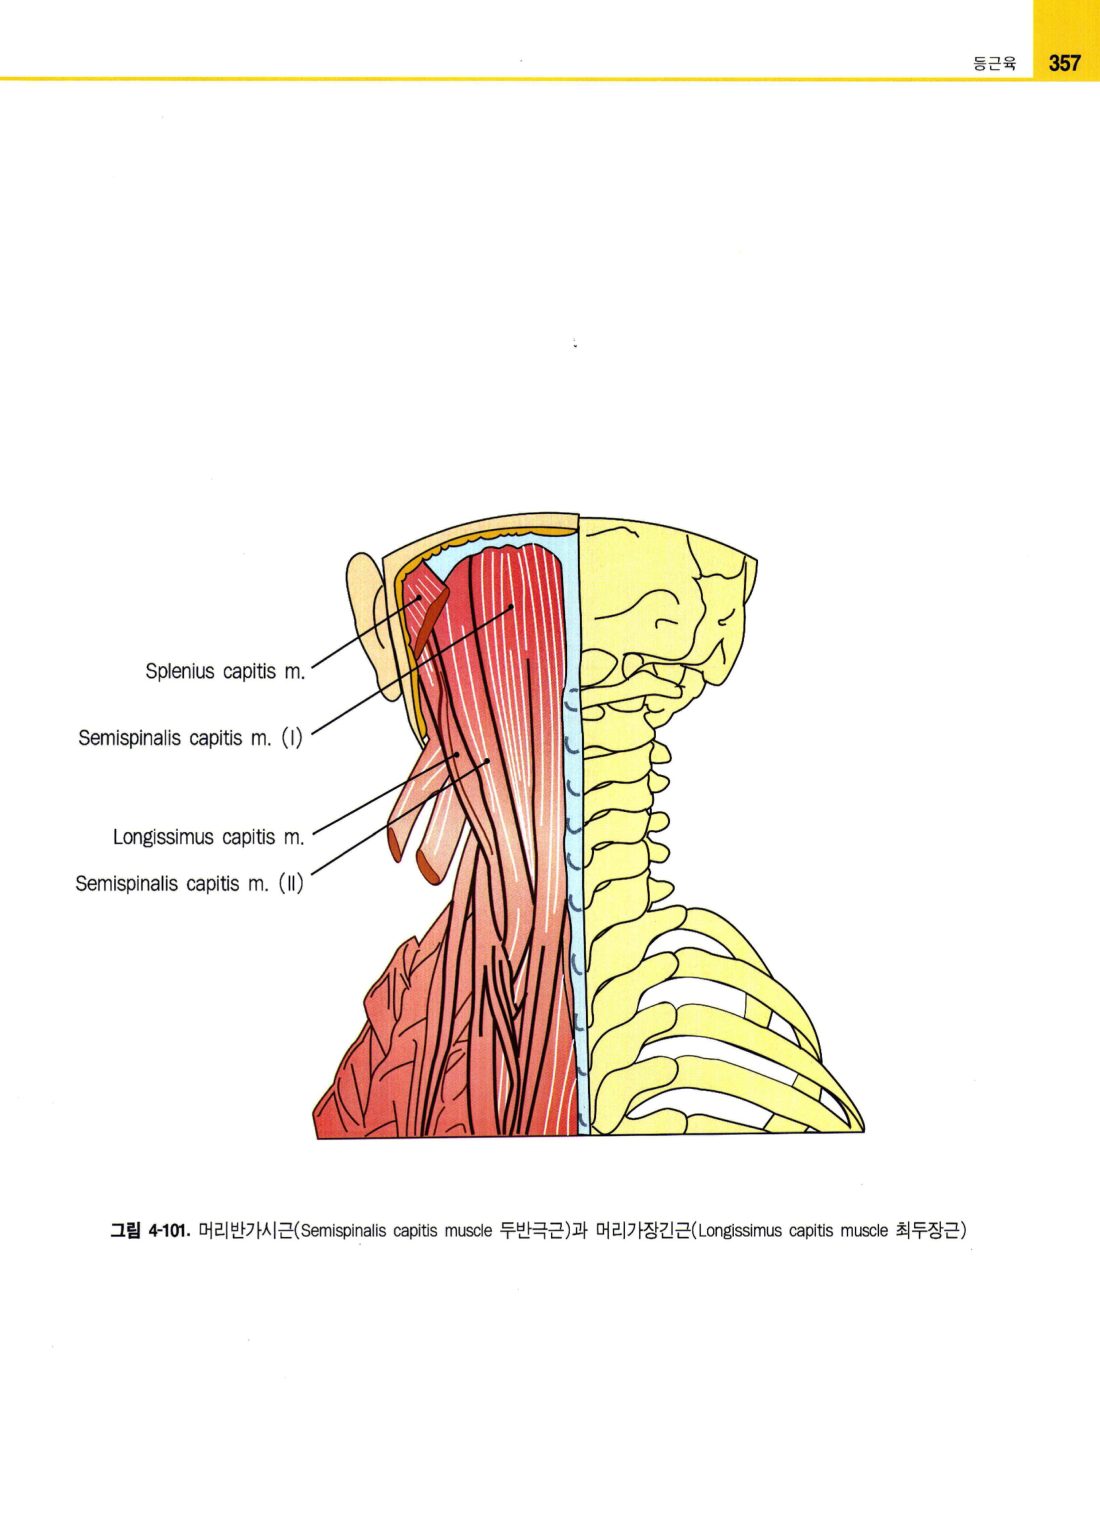 등근육 357
Splenius capitis m.
Semispinalis capitis m. (I)
Longissimus capitis m.
Semispinalis capitis m. (II)
그림 4-101. 머리반가시근(Semispinalis capitis muscle 두반극근)과 머리가장긴근(Longissimus capitis muscle 최두장근)